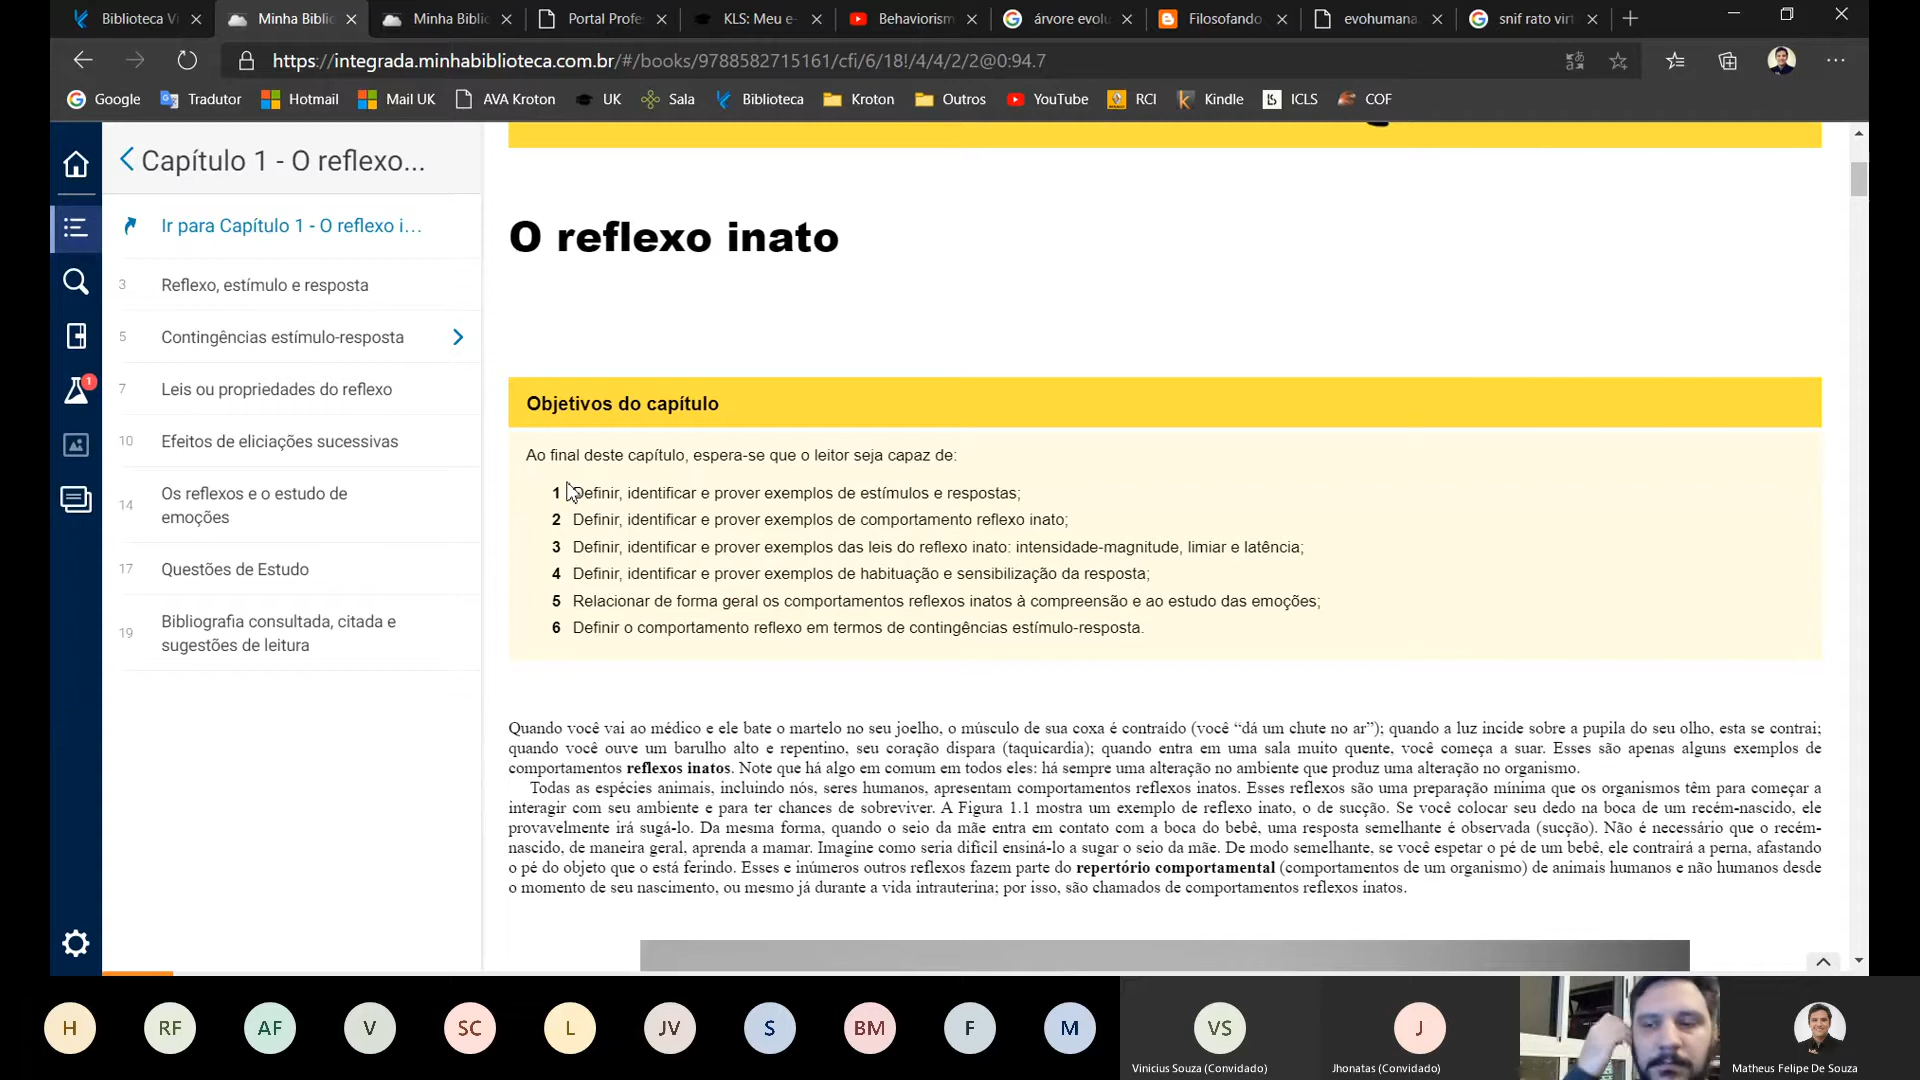 Biblioteca Vi
Minha Biblio
Minha Biblio
Portal Profes
KLS: Meu e-
Behaviorism
árvore evolu
Filosofando
evohumana.
snif rato virt
https://integrada.minhabiblioteca.com.br/#/books/9788582715161/cfi/6/18!/4/4/2/2@0:94.7
Google
Tradutor
Hotmail
Mail UK
AVA Kroton
UK
Sala
Biblioteca
Kroton
Outros
YouTube
RCI
Kindle
ICLS
COF
Capítulo 1 - O reflexo...
Ir para Capítulo 1 - O reflexo i...
3 Reflexo, estímulo e resposta
5 Contingências estímulo-resposta
7 Leis ou propriedades do reflexo
1
10 Efeitos de eliciações sucessivas
14 Os reflexos e o estudo de
emoções
17 Questões de Estudo
19 Bibliografia consultada, citada e
sugestões de leitura
O reflexo inato
Objetivos do capítulo
Ao final deste capítulo, espera-se que o leitor seja capaz de:
1 Definir, identificar e prover exemplos de estímulos e respostas;
2 Definir, identificar e prover exemplos de comportamento reflexo inato;
3 Definir, identificar e prover exemplos das leis do reflexo inato: intensidade-magnitude, limiar e latência;
4 Definir, identificar e prover exemplos de habituação e sensibilização da resposta;
5 Relacionar de forma geral os comportamentos reflexos inatos à compreensão e ao estudo das emoções;
6 Definir o comportamento reflexo em termos de contingências estímulo-resposta.
Quando você vai ao médico e ele bate o martelo no seu joelho, o músculo de sua coxa é contraído (você “dá um chute no ar”); quando a luz incide sobre a pupila do seu olho, esta se contrai;
quando você ouve um barulho alto e repentino, seu coração dispara (taquicardia); quando entra em uma sala muito quente, você começa a suar. Esses são apenas alguns exemplos de
comportamentos reflexos inatos. Note que há algo em comum em todos eles: há sempre uma alteração no ambiente que produz uma alteração no organismo.
Todas as espécies animais, incluindo nós, seres humanos, apresentam comportamentos reflexos inatos. Esses reflexos são uma preparação mínima que os organismos têm para começar a
interagir com seu ambiente e para ter chances de sobreviver. A Figura 1.1 mostra um exemplo de reflexo inato, o de sucção. Se você colocar seu dedo na boca de um recém-nascido, ele
provavelmente irá sugá-lo. Da mesma forma, quando o seio da mãe entra em contato com a boca do bebê, uma resposta semelhante é observada (sucção). Não é necessário que o recém-
nascido, de maneira geral, aprenda a mamar. Imagine como seria difícil ensiná-lo a sugar o seio da mãe. De modo semelhante, se você espetar o pé de um bebê, ele contrairá a perna, afastando
o pé do objeto que o está ferindo. Esses e inúmeros outros reflexos fazem parte do repertório comportamental (comportamentos de um organismo) de animais humanos e não humanos desde
o momento de seu nascimento, ou mesmo já durante a vida intrauterina; por isso, são chamados de comportamentos reflexos inatos.
H
RF
AF
V
SC
L
JV
S
BM
F
M
VS
J
Vinicius Souza (Convidado)
Jhonatas (Convidado)
Matheus Felipe De Souza